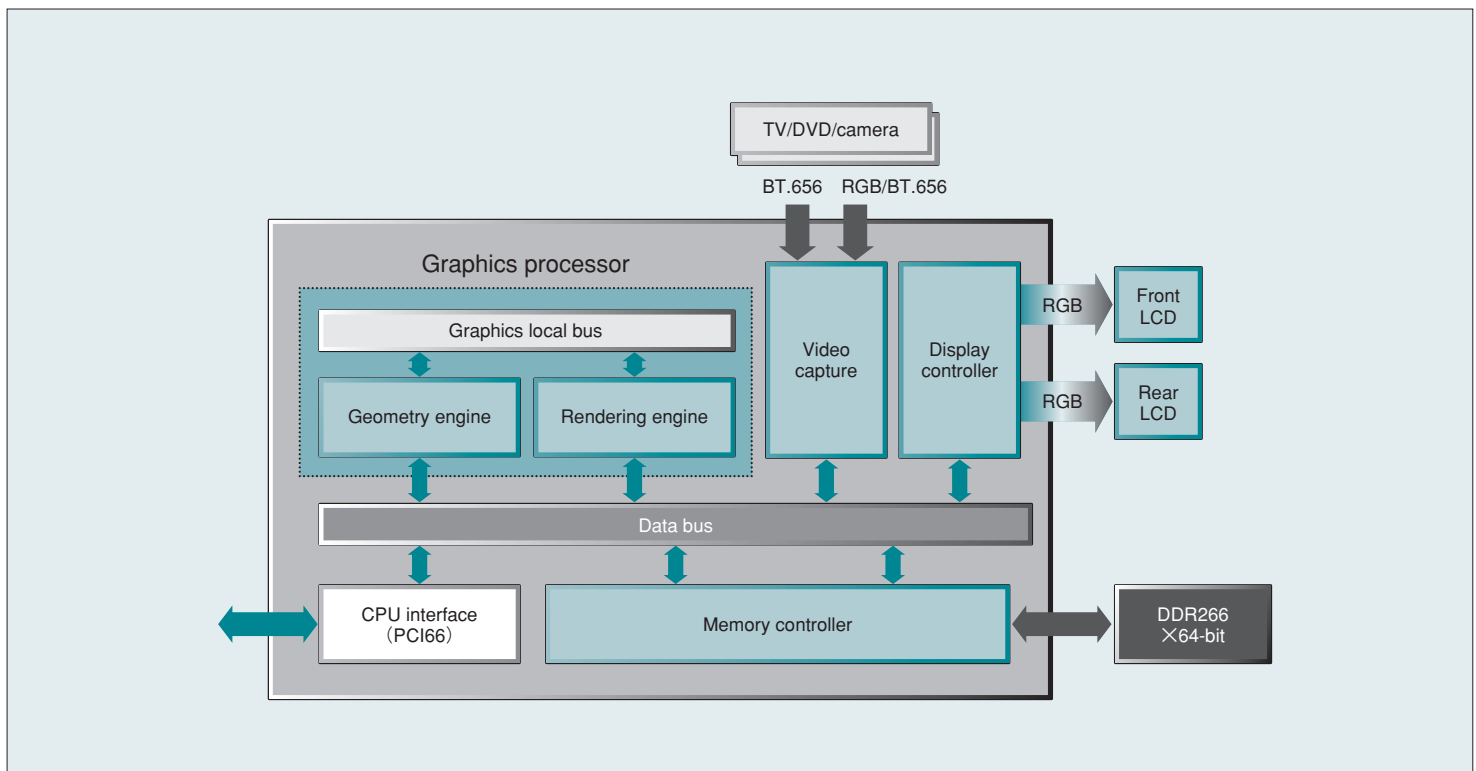 TV/DVD/camera
BT.656 RGB/BT.656
Graphics processor
Graphics local bus
Geometry engine
Rendering engine
Video
capture
Display
controller
RGB
Front
LCD
RGB
Rear
LCD
Data bus
CPU interface
（PCI66）
Memory controller
DDR266
×64-bit